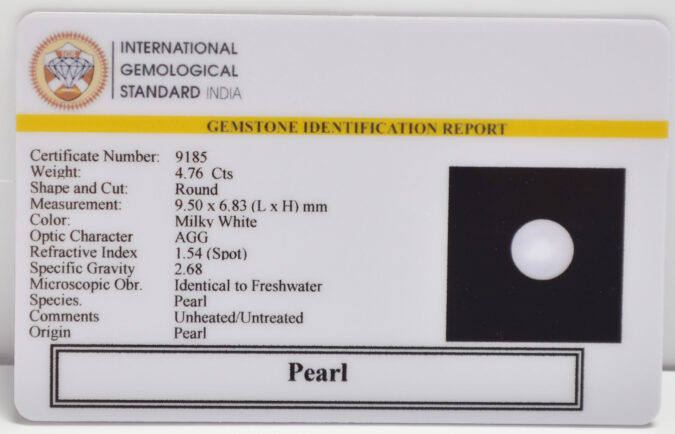 INTERNATIONAL
GEMOLOGICAL
STANDARD INDIA
GEMSTONE IDENTIFICATION REPORT
Certificate Number: 9185
Weight: 4.76 Cts
Shape and Cut: Round
Measurement: 9.50 x 6.83 (L x H) mm
Color: Milky White
Optic Character AGG
Refractive Index 1.54 (Spot)
Specific Gravity 2.68
Microscopic Obr. Identical to Freshwater
Species. Pearl
Comments Unheated/Untreated
Origin Pearl
Pearl